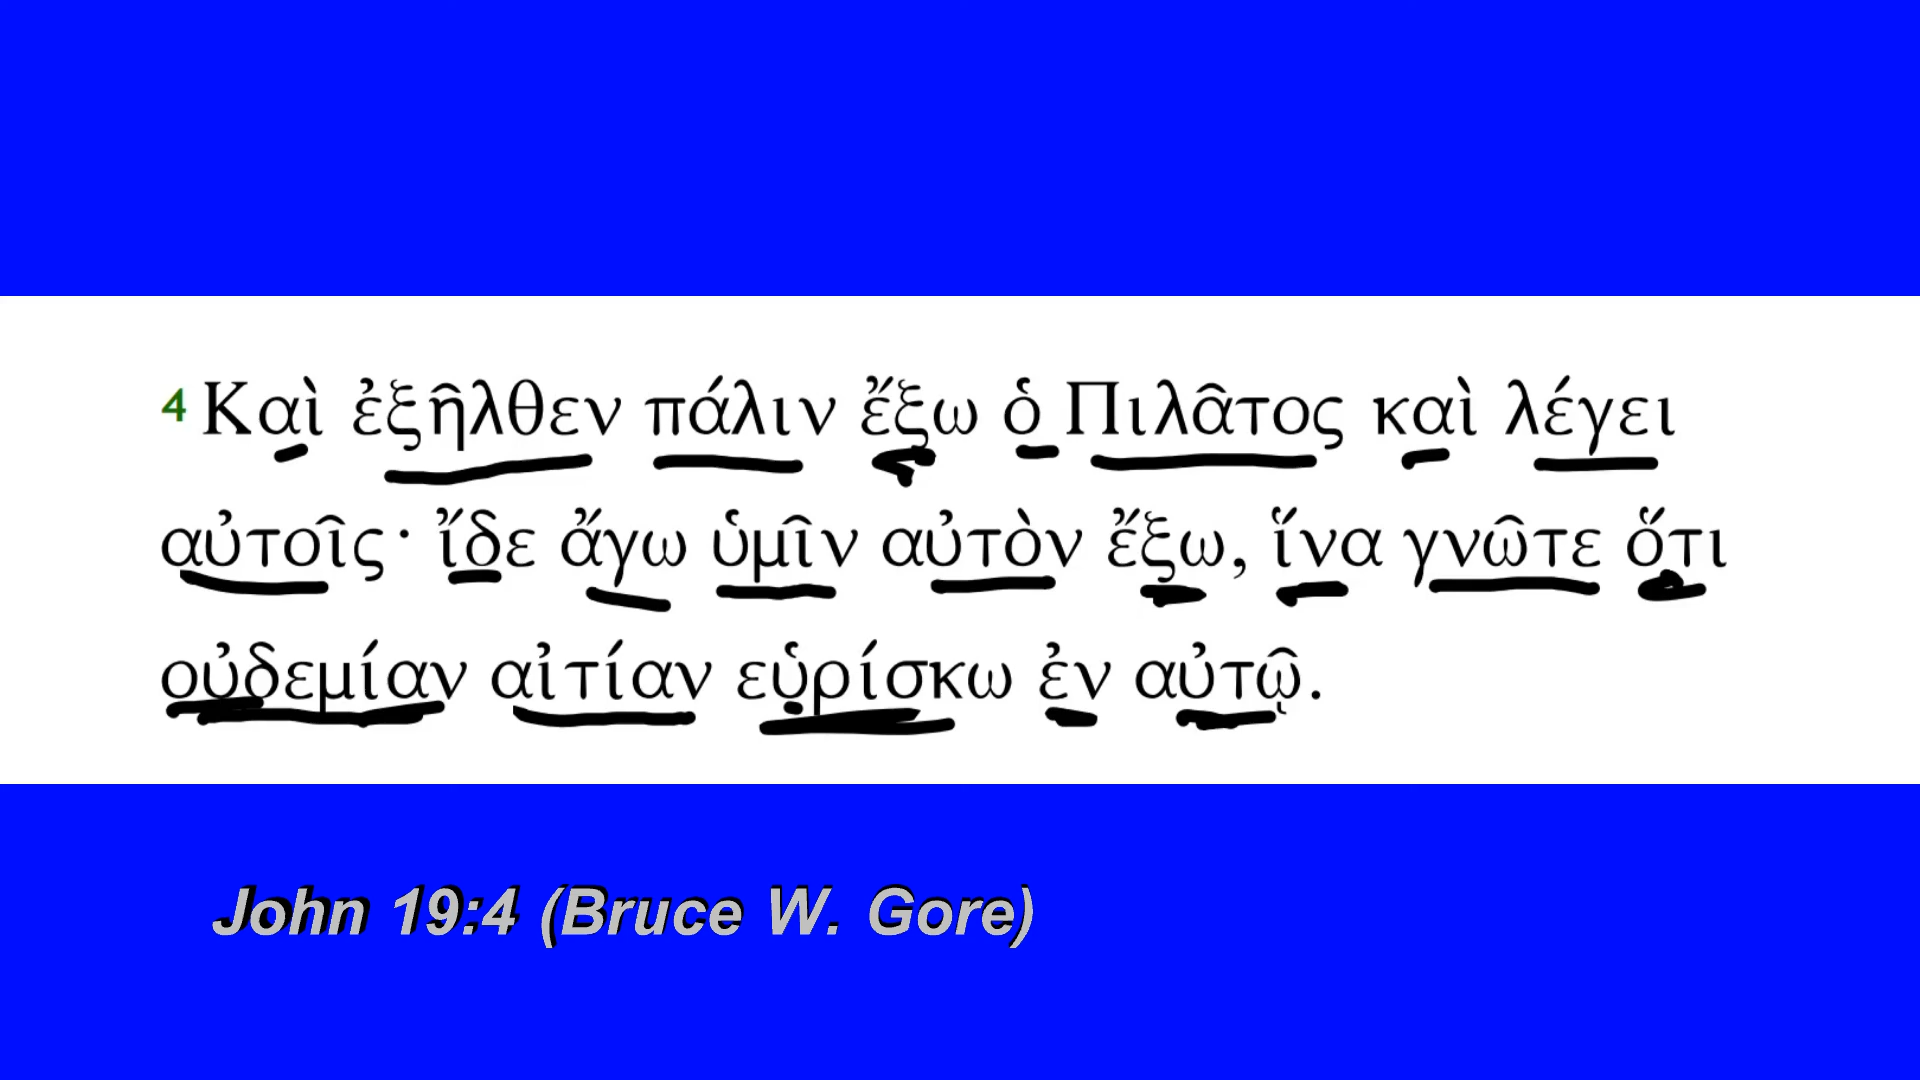 4 Καὶ ἐξῆλθεν πάλιν ἔξω ὁ Πιλᾶτος καὶ λέγει
αὐτοῖς· ἴδε ἄγω ὑμῖν αὐτὸν ἔξω, ἵνα γνῶτε ὅτι
οὐδεμίαν αἰτίαν εὑρίσκω ἐν αὐτῷ.
John 19:4 (Bruce W. Gore)